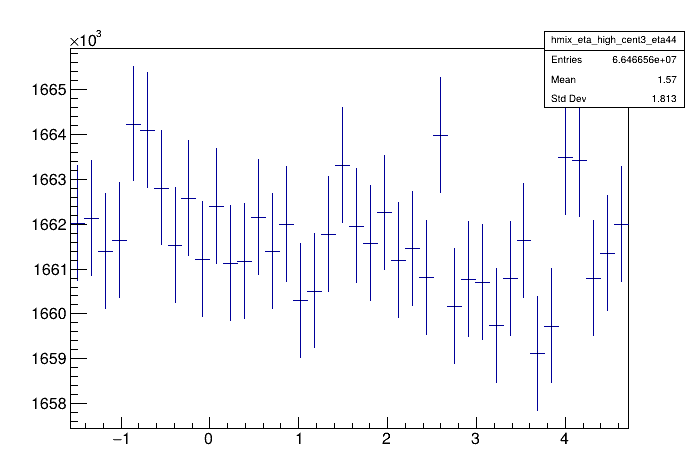 ×10³
hmix_eta_high_cent3_eta44
Entries 6.646656e+07
Mean 1.57
Std Dev 1.813
1665
1664
1663
1662
1661
1660
1659
1658
−1 0 1 2 3 4